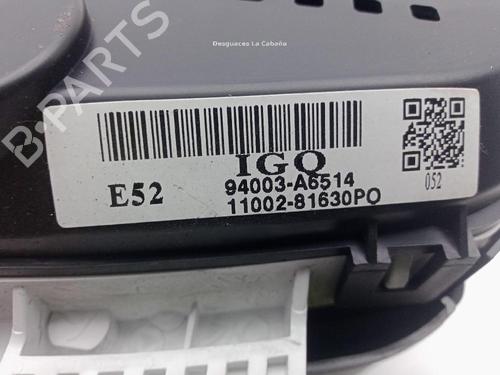 Desguaces La Cabaña
B-PARTS
IGQ
E52
94003-A6514
11002-81630PO
052